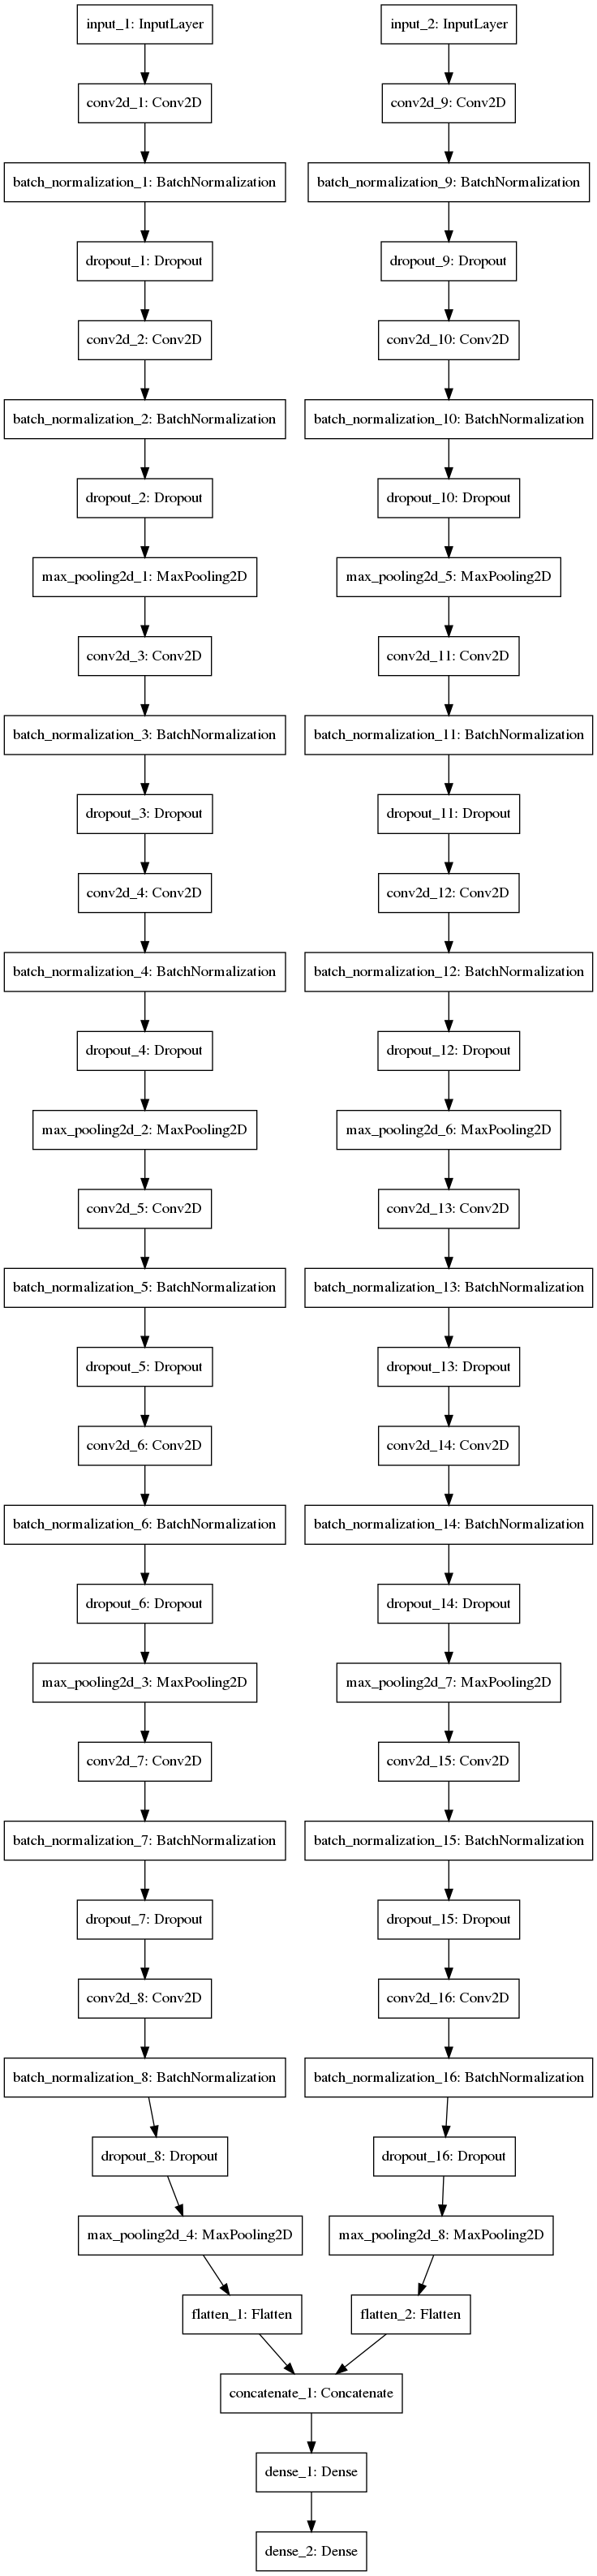 input_1: InputLayer
input_2: InputLayer
conv2d_1: Conv2D
conv2d_9: Conv2D
batch_normalization_1: BatchNormalization
batch_normalization_9: BatchNormalization
dropout_1: Dropout
dropout_9: Dropout
conv2d_2: Conv2D
conv2d_10: Conv2D
batch_normalization_2: BatchNormalization
batch_normalization_10: BatchNormalization
dropout_2: Dropout
dropout_10: Dropout
max_pooling2d_1: MaxPooling2D
max_pooling2d_5: MaxPooling2D
conv2d_3: Conv2D
conv2d_11: Conv2D
batch_normalization_3: BatchNormalization
batch_normalization_11: BatchNormalization
dropout_3: Dropout
dropout_11: Dropout
conv2d_4: Conv2D
conv2d_12: Conv2D
batch_normalization_4: BatchNormalization
batch_normalization_12: BatchNormalization
dropout_4: Dropout
dropout_12: Dropout
max_pooling2d_2: MaxPooling2D
max_pooling2d_6: MaxPooling2D
conv2d_5: Conv2D
conv2d_13: Conv2D
batch_normalization_5: BatchNormalization
batch_normalization_13: BatchNormalization
dropout_5: Dropout
dropout_13: Dropout
conv2d_6: Conv2D
conv2d_14: Conv2D
batch_normalization_6: BatchNormalization
batch_normalization_14: BatchNormalization
dropout_6: Dropout
dropout_14: Dropout
max_pooling2d_3: MaxPooling2D
max_pooling2d_7: MaxPooling2D
conv2d_7: Conv2D
conv2d_15: Conv2D
batch_normalization_7: BatchNormalization
batch_normalization_15: BatchNormalization
dropout_7: Dropout
dropout_15: Dropout
conv2d_8: Conv2D
conv2d_16: Conv2D
batch_normalization_8: BatchNormalization
batch_normalization_16: BatchNormalization
dropout_8: Dropout
dropout_16: Dropout
max_pooling2d_4: MaxPooling2D
max_pooling2d_8: MaxPooling2D
flatten_1: Flatten
flatten_2: Flatten
concatenate_1: Concatenate
dense_1: Dense
dense_2: Dense